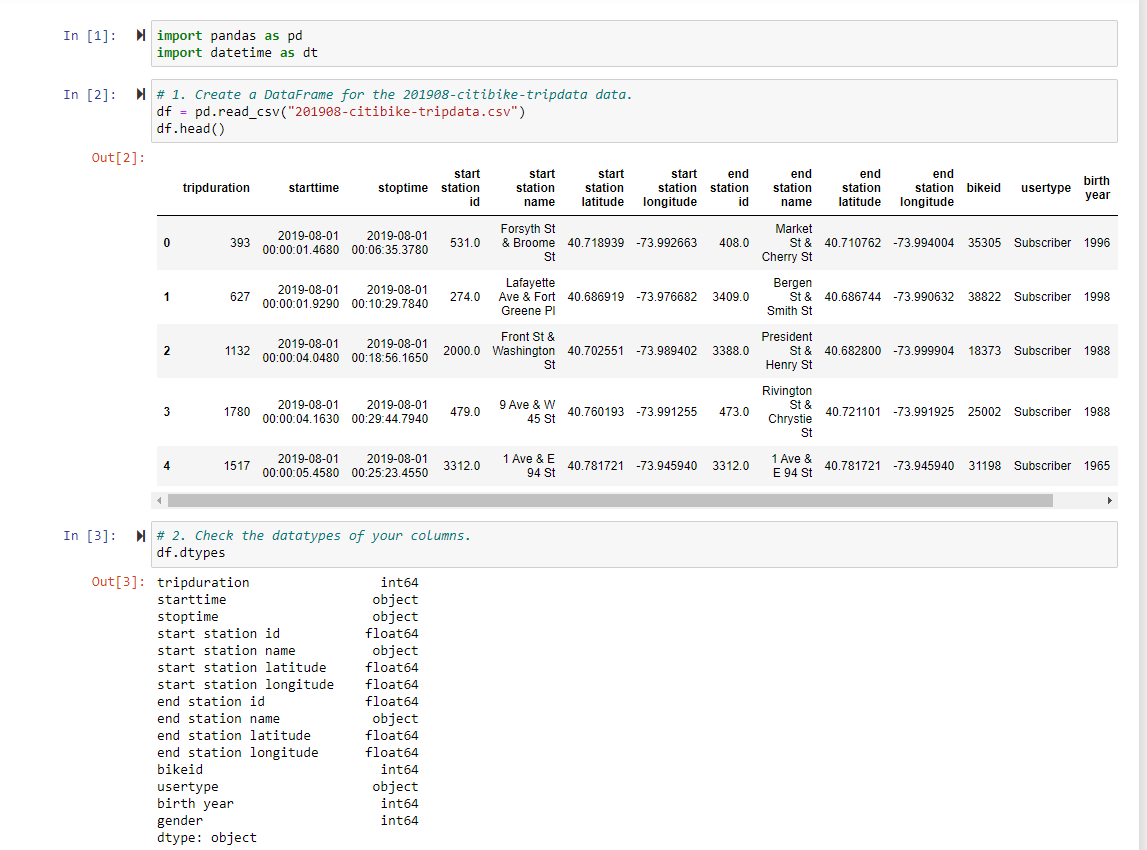 In [1]: import pandas as pd
import datetime as dt
In [2]: # 1. Create a DataFrame for the 201908-citibike-tripdata data.
df = pd.read_csv("201908-citibike-tripdata.csv")
df.head()
Out[2]:
tripduration starttime stoptime start station id start station name start station latitude start station longitude end station id end station name end station latitude end station longitude bikeid usertype birth year
0 393 2019-08-01 00:00:01.4680 2019-08-01 00:06:35.3780 531.0 Forsyth St & Broome St 40.718939 -73.992663 408.0 Market St & Cherry St 40.710762 -73.994004 35305 Subscriber 1996
1 627 2019-08-01 00:00:01.9290 2019-08-01 00:10:29.7840 274.0 Lafayette Ave & Fort Greene Pl 40.686919 -73.976682 3409.0 Bergen St & Smith St 40.686744 -73.990632 38822 Subscriber 1998
2 1132 2019-08-01 00:00:04.0480 2019-08-01 00:18:56.1650 2000.0 Front St & Washington St 40.702551 -73.989402 3388.0 President St & Henry St 40.682800 -73.999904 18373 Subscriber 1988
3 1780 2019-08-01 00:00:04.1630 2019-08-01 00:29:44.7940 479.0 9 Ave & W 45 St 40.760193 -73.991255 473.0 Rivington St & Chrystie St 40.721101 -73.991925 25002 Subscriber 1988
4 1517 2019-08-01 00:00:05.4580 2019-08-01 00:25:23.4550 3312.0 1 Ave & E 94 St 40.781721 -73.945940 3312.0 1 Ave & E 94 St 40.781721 -73.945940 31198 Subscriber 1965
In [3]: # 2. Check the datatypes of your columns.
df.dtypes
Out[3]: tripduration int64
starttime object
stoptime object
start station id float64
start station name object
start station latitude float64
start station longitude float64
end station id float64
end station name object
end station latitude float64
end station longitude float64
bikeid int64
usertype object
birth year int64
gender int64
dtype: object